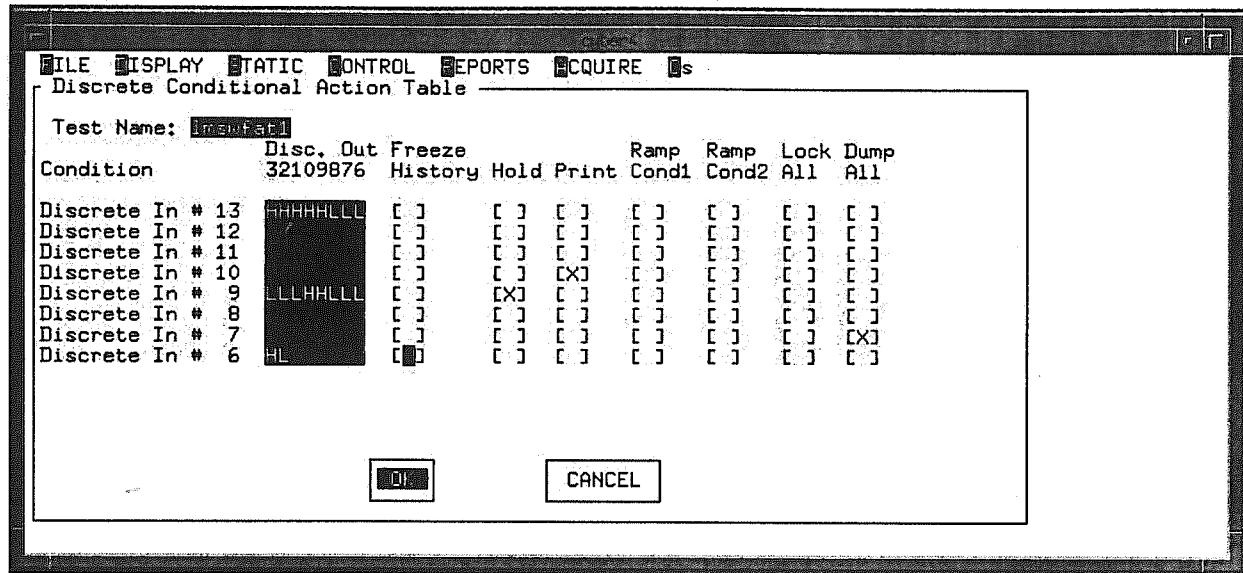 FILE DISPLAY STATIC CONTROL REPORTS ACQUIRE Qs
Discrete Conditional Action Table
Test Name:
Disc. Out Freeze Ramp Ramp Lock Dump
Condition 32109876 History Hold Print Cond1 Cond2 All All
Discrete In # 13 HHHHHLLL [ ] [ ] [ ] [ ] [ ] [ ] [ ]
Discrete In # 12 [ ] [ ] [ ] [ ] [ ] [ ] [ ]
Discrete In # 11 [ ] [ ] [ ] [ ] [ ] [ ] [ ]
Discrete In # 10 [ ] [ ] [X] [ ] [ ] [ ] [ ]
Discrete In # 9 LLLHHLLL [ ] [X] [ ] [ ] [ ] [ ] [ ]
Discrete In # 8 [ ] [ ] [ ] [ ] [ ] [ ] [ ]
Discrete In # 7 [ ] [ ] [ ] [ ] [ ] [ ] [X]
Discrete In # 6 HL [ ] [ ] [ ] [ ] [ ] [ ] [ ]
OK CANCEL